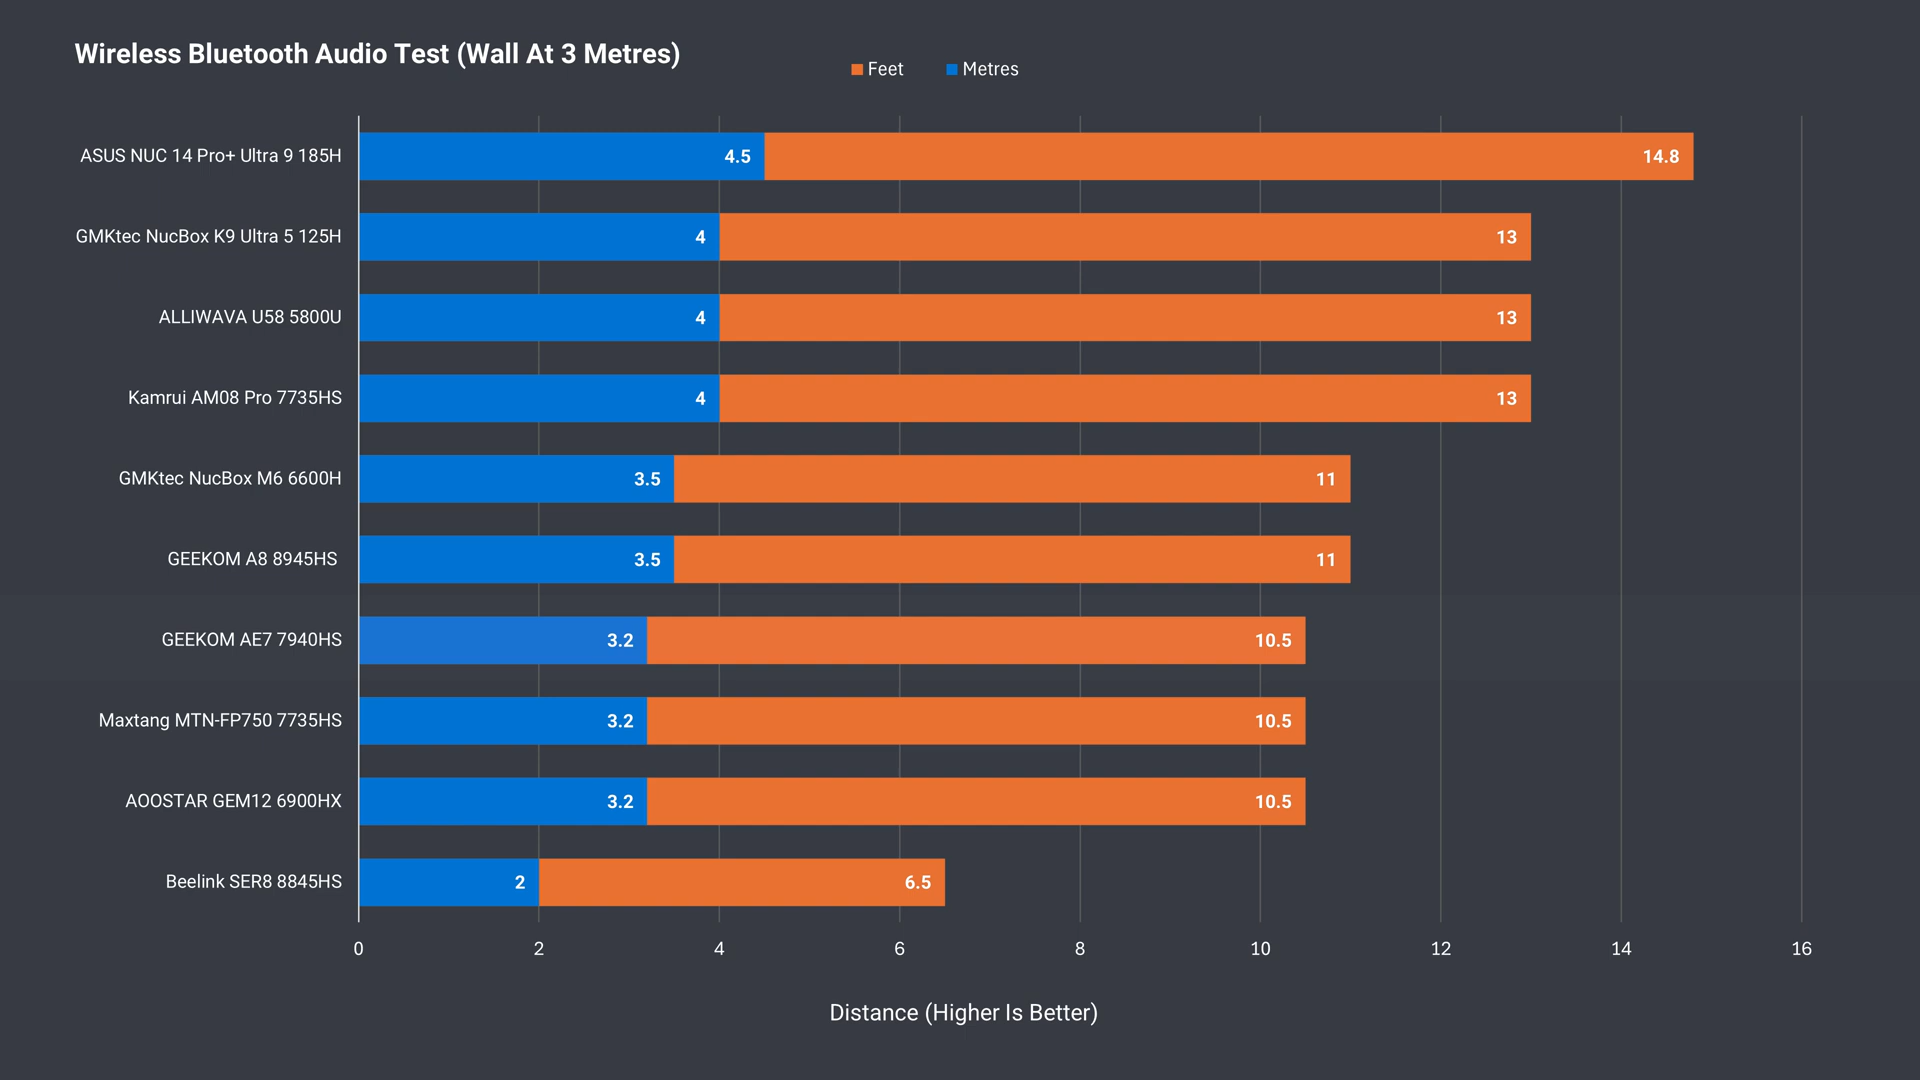 Wireless Bluetooth Audio Test (Wall At 3 Metres)
Feet Metres
ASUS NUC 14 Pro+ Ultra 9 185H 4.5 14.8
GMKtec NucBox K9 Ultra 5 125H 4 13
ALLIWAVA U58 5800U 4 13
Kamrui AM08 Pro 7735HS 4 13
GMKtec NucBox M6 6600H 3.5 11
GEEKOM A8 8945HS 3.5 11
GEEKOM AE7 7940HS 3.2 10.5
Maxtang MTN-FP750 7735HS 3.2 10.5
AOOSTAR GEM12 6900HX 3.2 10.5
Beelink SER8 8845HS 2 6.5
0 2 4 6 8 10 12 14 16
Distance (Higher Is Better)